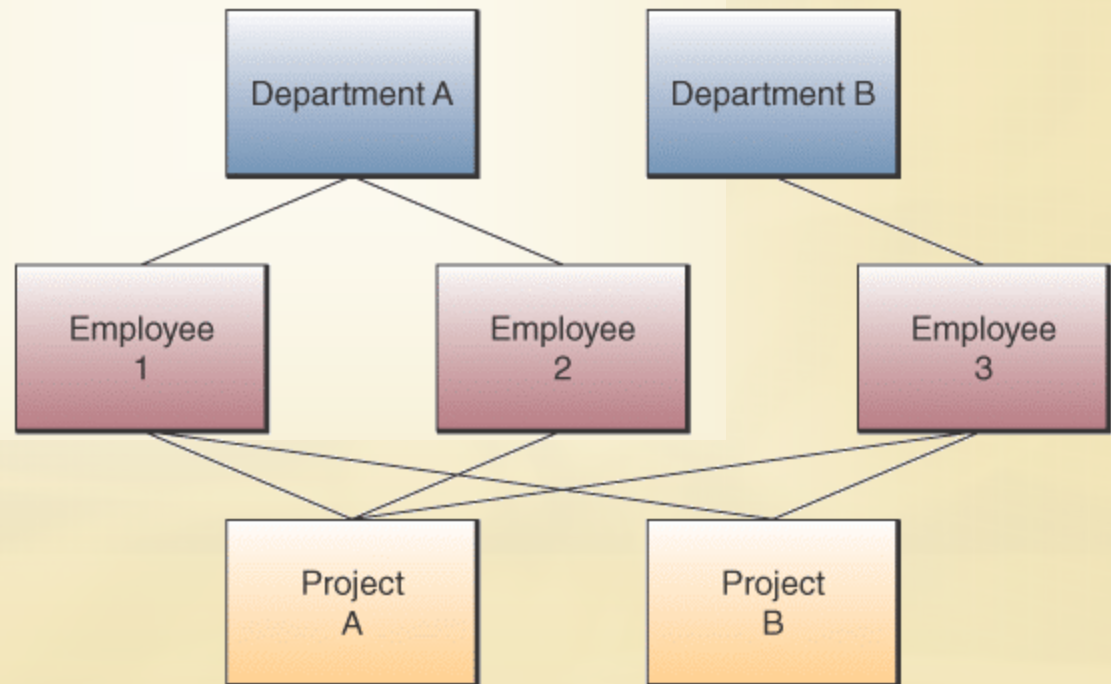 Department A
Department B
Employee
1
Employee
2
Employee
3
Project
A
Project
B